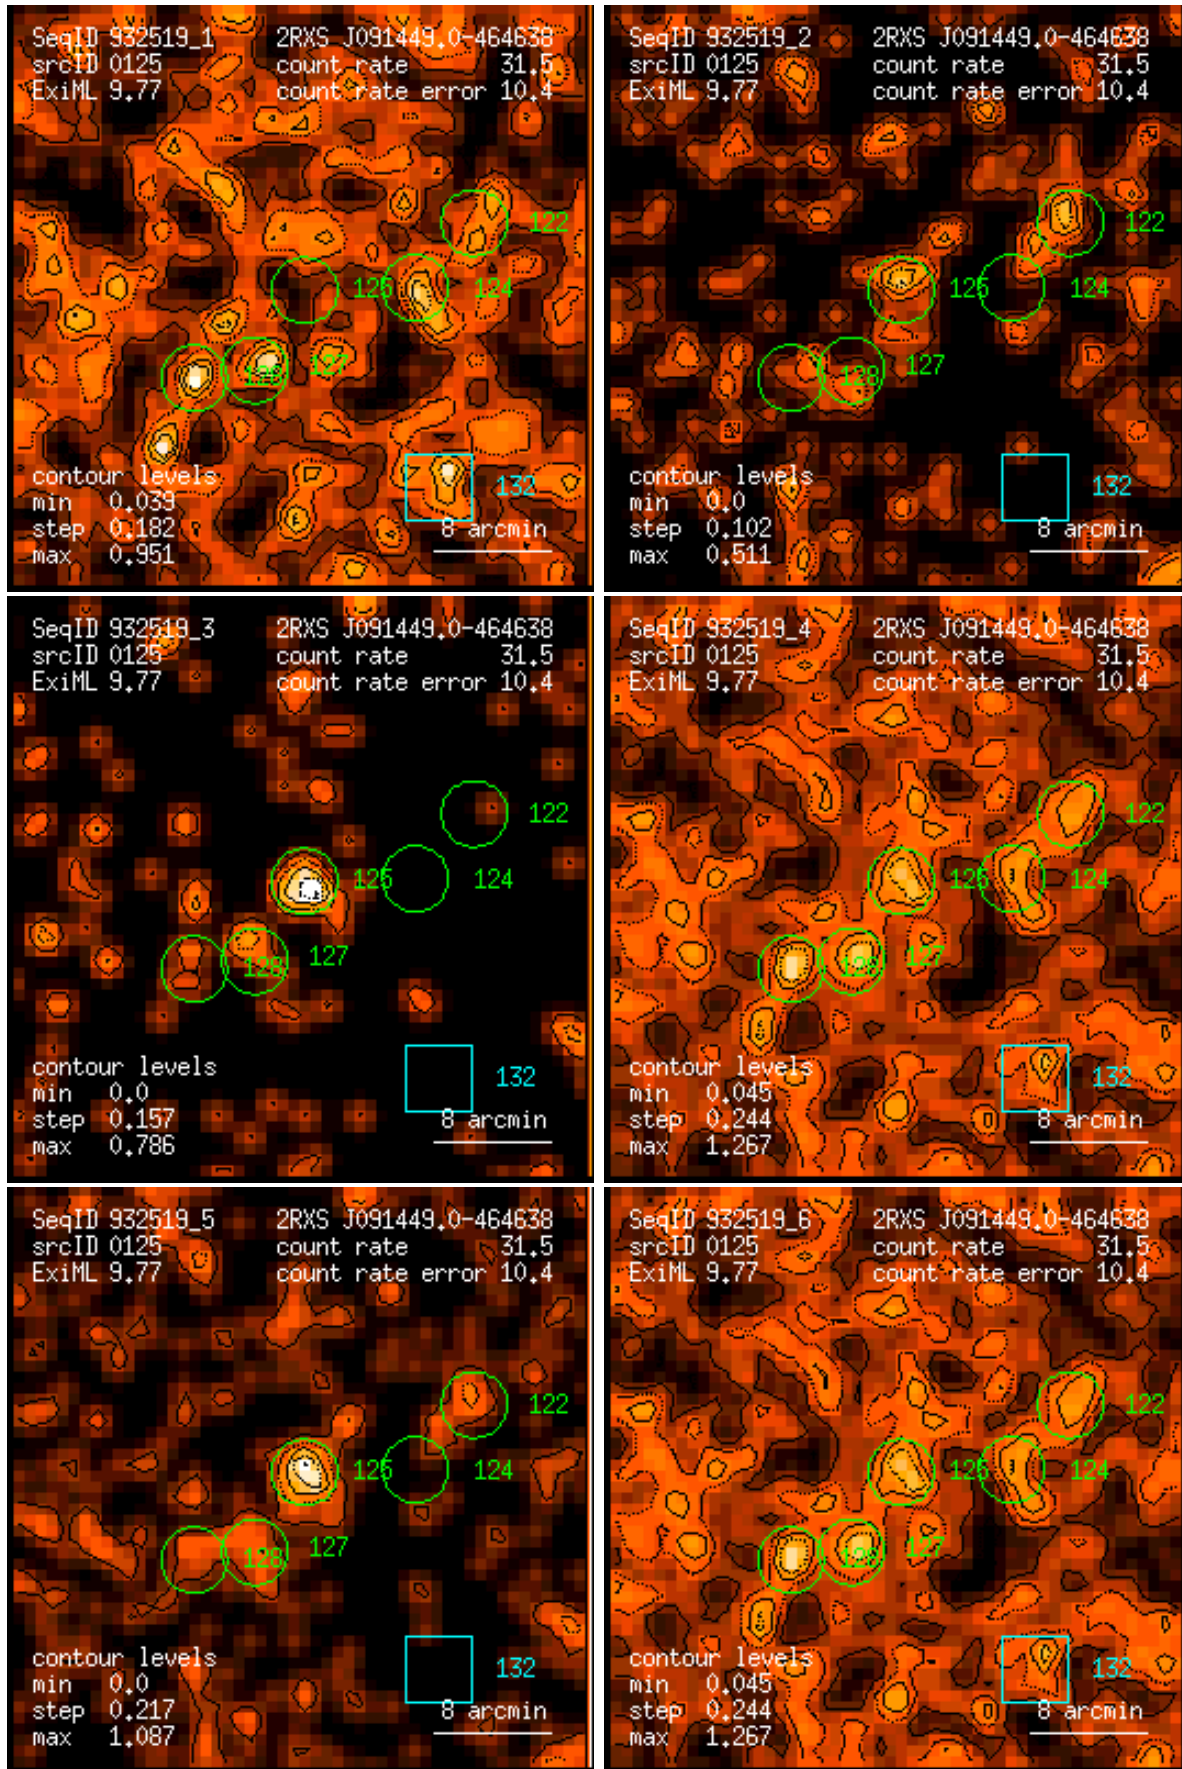 SeqID 932519_1 2RXS J091449.0-464638
srcID 0125 count rate 31.5
ExiML 9.77 count rate error 10.4
122
125 124
128 127
contour levels
min 0.039 132
step 0.182 8 arcmin
max 0.951
SeqID 932519_2 2RXS J091449.0-464638
srcID 0125 count rate 31.5
ExiML 9.77 count rate error 10.4
122
125 124
128 127
contour levels
min 0.0 132
step 0.102 8 arcmin
max 0.511
SeqID 932519_3 2RXS J091449.0-464638
srcID 0125 count rate 31.5
ExiML 9.77 count rate error 10.4
122
125 124
128 127
contour levels
min 0.0 132
step 0.157 8 arcmin
max 0.786
SeqID 932519_4 2RXS J091449.0-464638
srcID 0125 count rate 31.5
ExiML 9.77 count rate error 10.4
122
125 124
128 127
contour levels
min 0.045 132
step 0.244 8 arcmin
max 1.267
SeqID 932519_5 2RXS J091449.0-464638
srcID 0125 count rate 31.5
ExiML 9.77 count rate error 10.4
122
125 124
128 127
contour levels
min 0.0 132
step 0.217 8 arcmin
max 1.087
SeqID 932519_6 2RXS J091449.0-464638
srcID 0125 count rate 31.5
ExiML 9.77 count rate error 10.4
122
125 124
128 127
contour levels
min 0.045 132
step 0.244 8 arcmin
max 1.267